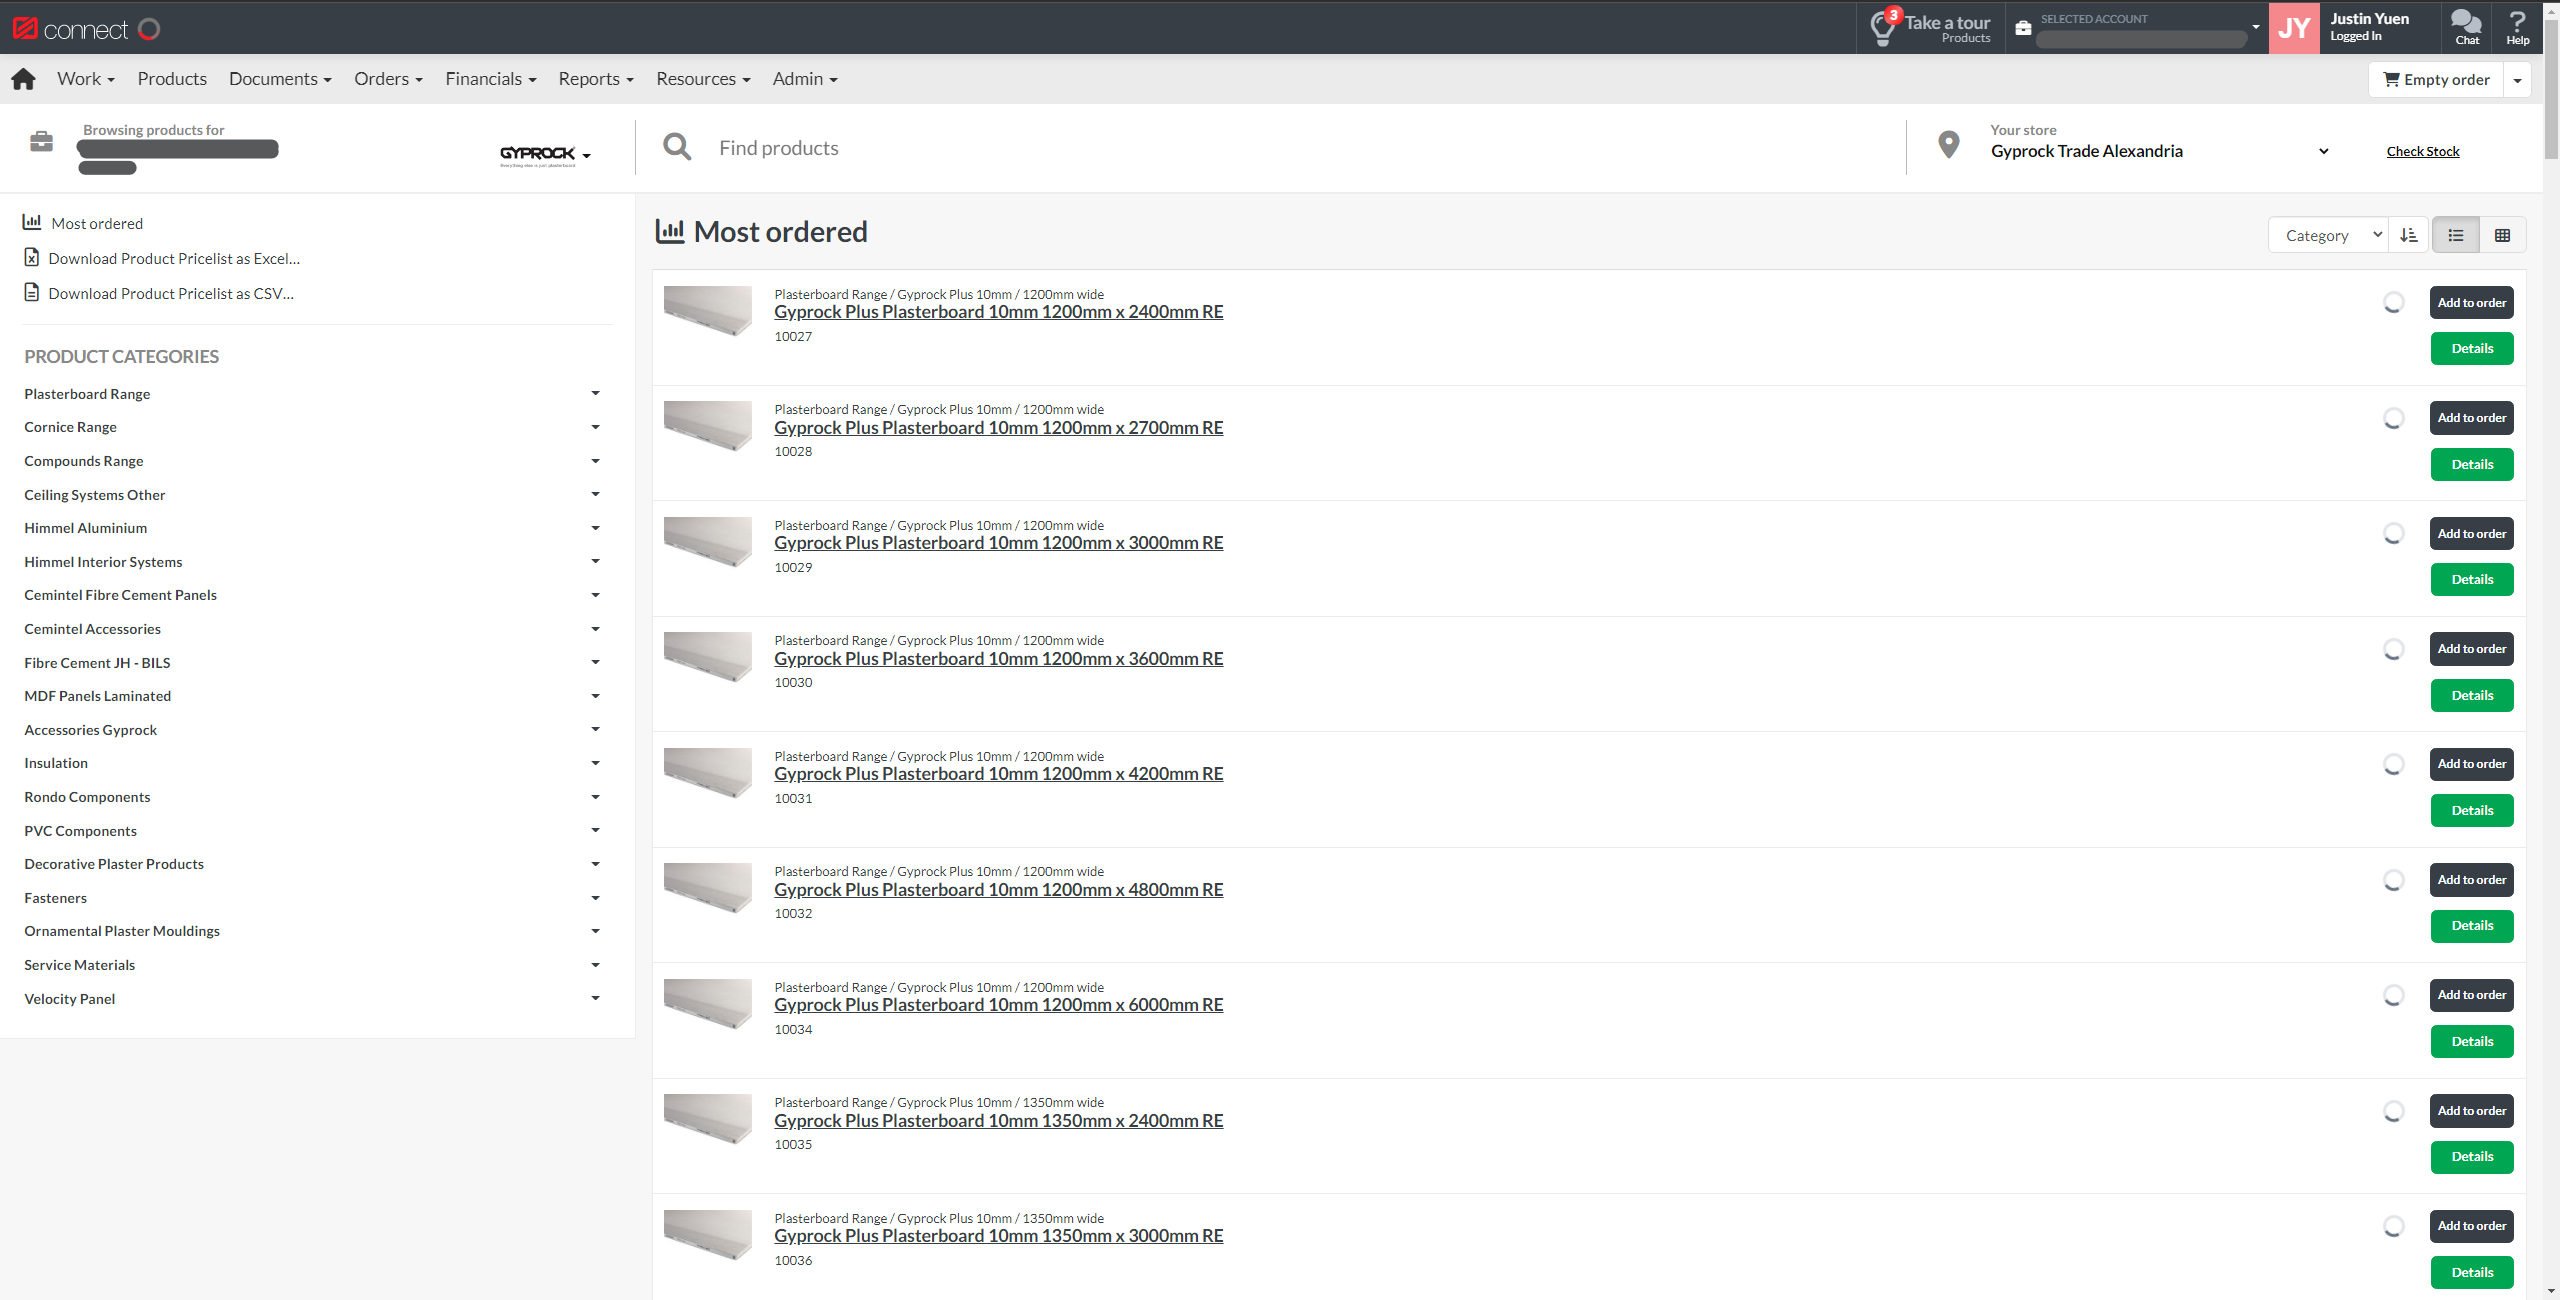 connect
3
Take a tour
Products
SELECTED ACCOUNT
JY
Justin Yuen
Logged In
Chat
Help
Work
Products
Documents
Orders
Financials
Reports
Resources
Admin
Empty order
Browsing products for
GYPROCK
Everything else is just plasterboard
Find products
Your store
Gyprock Trade Alexandria
Check Stock
Most ordered
Download Product Pricelist as Excel...
Download Product Pricelist as CSV...
PRODUCT CATEGORIES
Plasterboard Range
Cornice Range
Compounds Range
Ceiling Systems Other
Himmel Aluminium
Himmel Interior Systems
Cemintel Fibre Cement Panels
Cemintel Accessories
Fibre Cement JH - BILS
MDF Panels Laminated
Accessories Gyprock
Insulation
Rondo Components
PVC Components
Decorative Plaster Products
Fasteners
Ornamental Plaster Mouldings
Service Materials
Velocity Panel
Most ordered
Category
Plasterboard Range / Gyprock Plus 10mm / 1200mm wide
Gyprock Plus Plasterboard 10mm 1200mm x 2400mm RE
10027
Add to order
Details
Plasterboard Range / Gyprock Plus 10mm / 1200mm wide
Gyprock Plus Plasterboard 10mm 1200mm x 2700mm RE
10028
Add to order
Details
Plasterboard Range / Gyprock Plus 10mm / 1200mm wide
Gyprock Plus Plasterboard 10mm 1200mm x 3000mm RE
10029
Add to order
Details
Plasterboard Range / Gyprock Plus 10mm / 1200mm wide
Gyprock Plus Plasterboard 10mm 1200mm x 3600mm RE
10030
Add to order
Details
Plasterboard Range / Gyprock Plus 10mm / 1200mm wide
Gyprock Plus Plasterboard 10mm 1200mm x 4200mm RE
10031
Add to order
Details
Plasterboard Range / Gyprock Plus 10mm / 1200mm wide
Gyprock Plus Plasterboard 10mm 1200mm x 4800mm RE
10032
Add to order
Details
Plasterboard Range / Gyprock Plus 10mm / 1200mm wide
Gyprock Plus Plasterboard 10mm 1200mm x 6000mm RE
10034
Add to order
Details
Plasterboard Range / Gyprock Plus 10mm / 1350mm wide
Gyprock Plus Plasterboard 10mm 1350mm x 2400mm RE
10035
Add to order
Details
Plasterboard Range / Gyprock Plus 10mm / 1350mm wide
Gyprock Plus Plasterboard 10mm 1350mm x 3000mm RE
10036
Add to order
Details